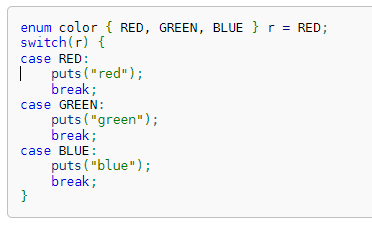 enum color { RED, GREEN, BLUE } r = RED;
switch(r) {
case RED:
    puts("red");
    break;
case GREEN:
    puts("green");
    break;
case BLUE:
    puts("blue");
    break;
}